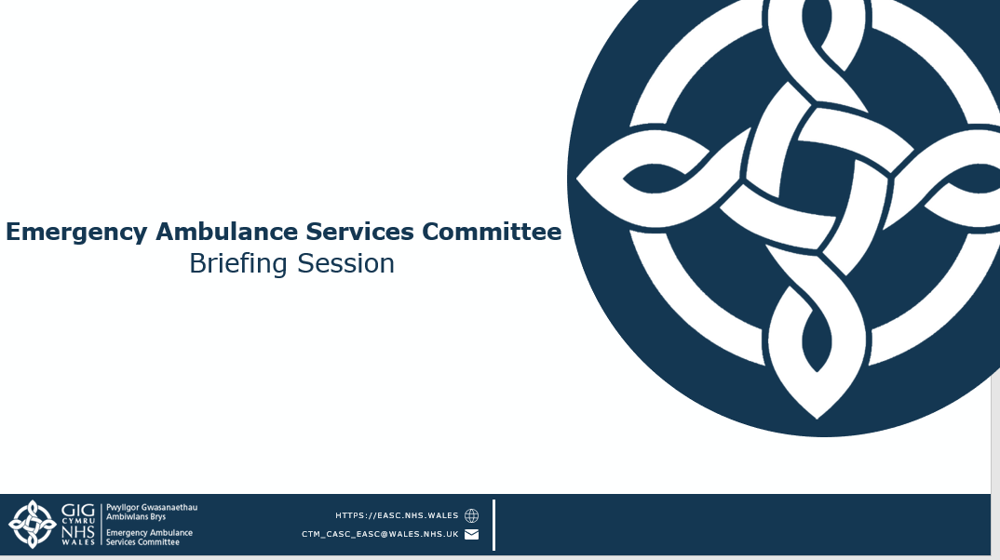 Emergency Ambulance Services Committee
Briefing Session
GIG
CYMRU
NHS
WALES
Pwyllgor Gwasanaethau
Ambiwlans Brys
Emergency Ambulance
Services Committee
HTTPS://EASC.NHS.WALES
CTM_CASC_EASC@WALES.NHS.UK